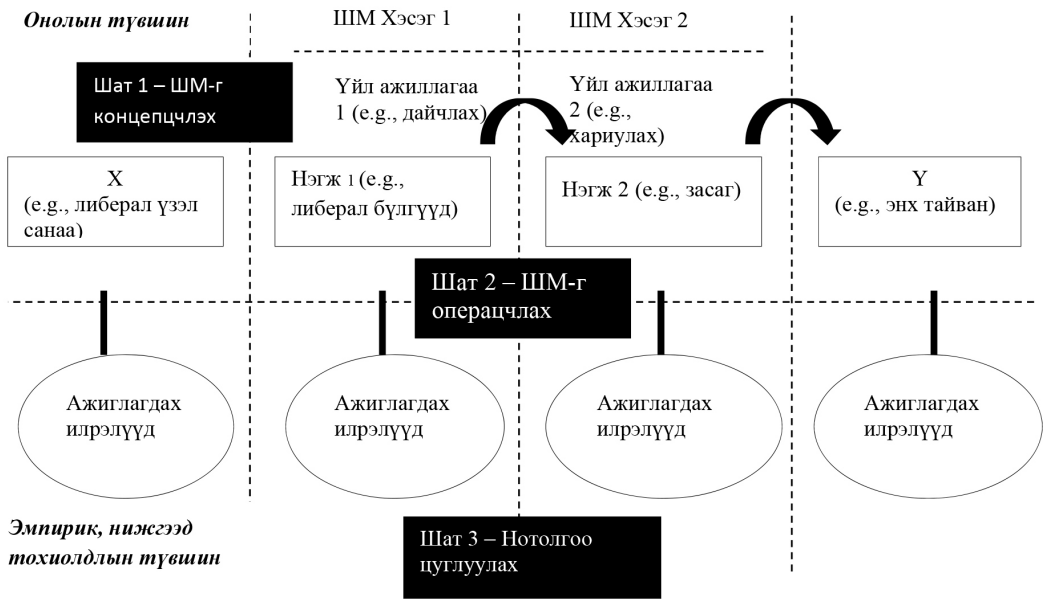 Онолын түвшин
ШМ Хэсэг 1
ШМ Хэсэг 2
Шат 1 – ШМ-г
концепцчлэх
Үйл ажиллагаа
1 (e.g., дайчлах)
Үйл ажиллагаа
2 (e.g.,
хариулах)
X
(e.g., либерал үзэл
санаа)
Нэгж 1 (e.g.,
либерал бүлгүүд)
Нэгж 2 (e.g., засаг)
Y
(e.g., энх тайван)
Шат 2 – ШМ-г
операцчлах
Ажиглагдах
илрэлүүд
Ажиглагдах
илрэлүүд
Ажиглагдах
илрэлүүд
Ажиглагдах
илрэлүүд
Эмпирик, нижгээд
тохиолдлын түвшин
Шат 3 – Нотолгоо
цуглуулах